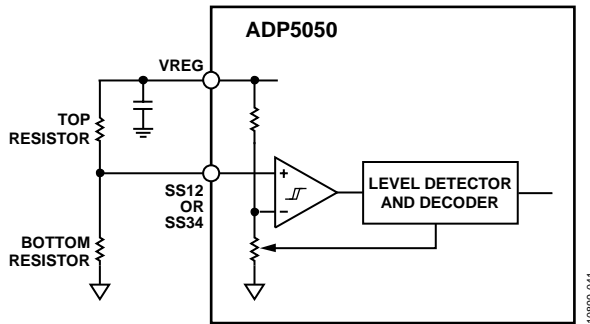 ADP5050
VREG
TOP
RESISTOR
+
SS12
OR
SS34
–
LEVEL DETECTOR
AND DECODER
BOTTOM
RESISTOR